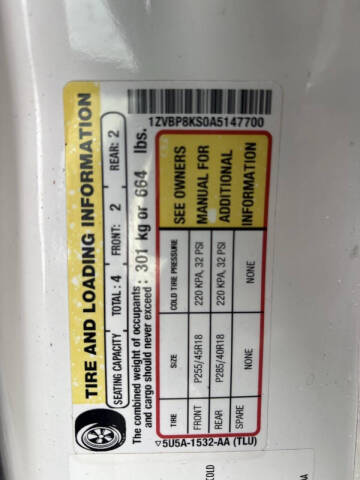 TIRE AND LOADING INFORMATION
SEATING CAPACITY TOTAL : 4 FRONT: 2 REAR: 2
The combined weight of occupants
and cargo should never exceed : 301 kg or 664 lbs.
TIRE SIZE COLD TIRE PRESSURE SEE OWNERS
FRONT P255/45R18 220 KPA, 32 PSI MANUAL FOR
REAR P285/40R18 220 KPA, 32 PSI ADDITIONAL
SPARE NONE NONE INFORMATION
5U5A-1532-AA (TLU) 1ZVBP8KS0A5147700